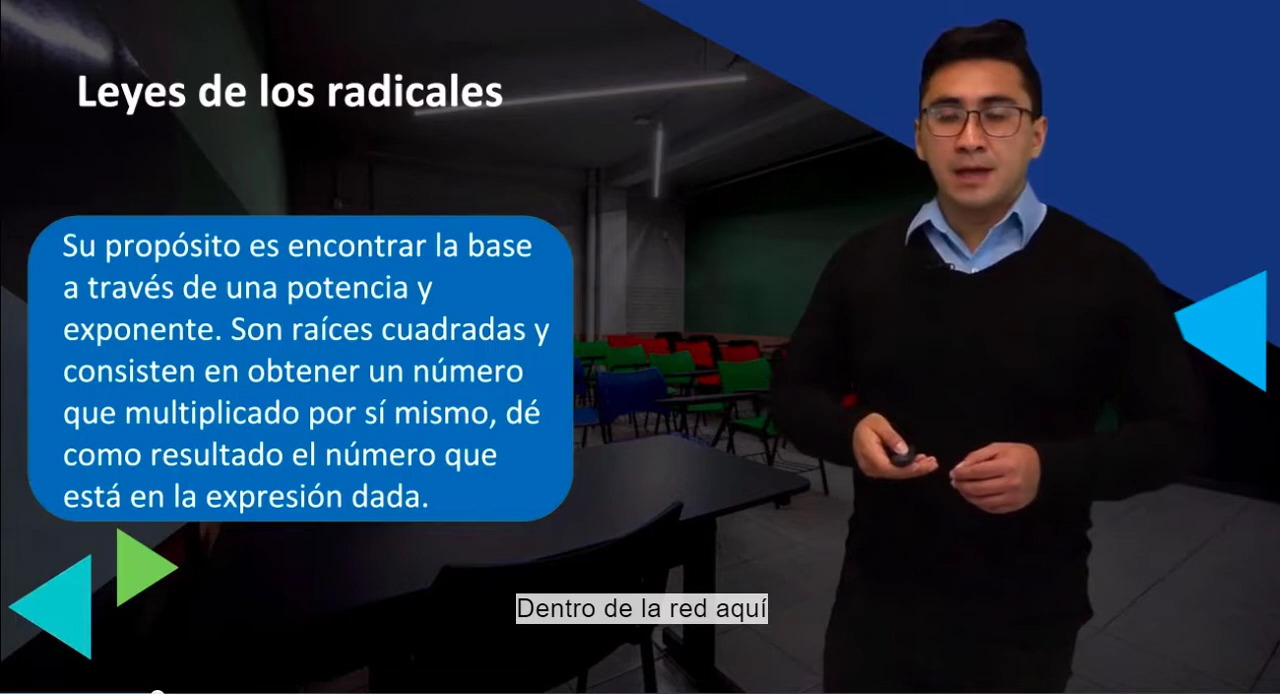 Leyes de los radicales
Su propósito es encontrar la base
a través de una potencia y
exponente. Son raíces cuadradas y
consisten en obtener un número
que multiplicado por sí mismo, dé
como resultado el número que
está en la expresión dada.
Dentro de la red aquí